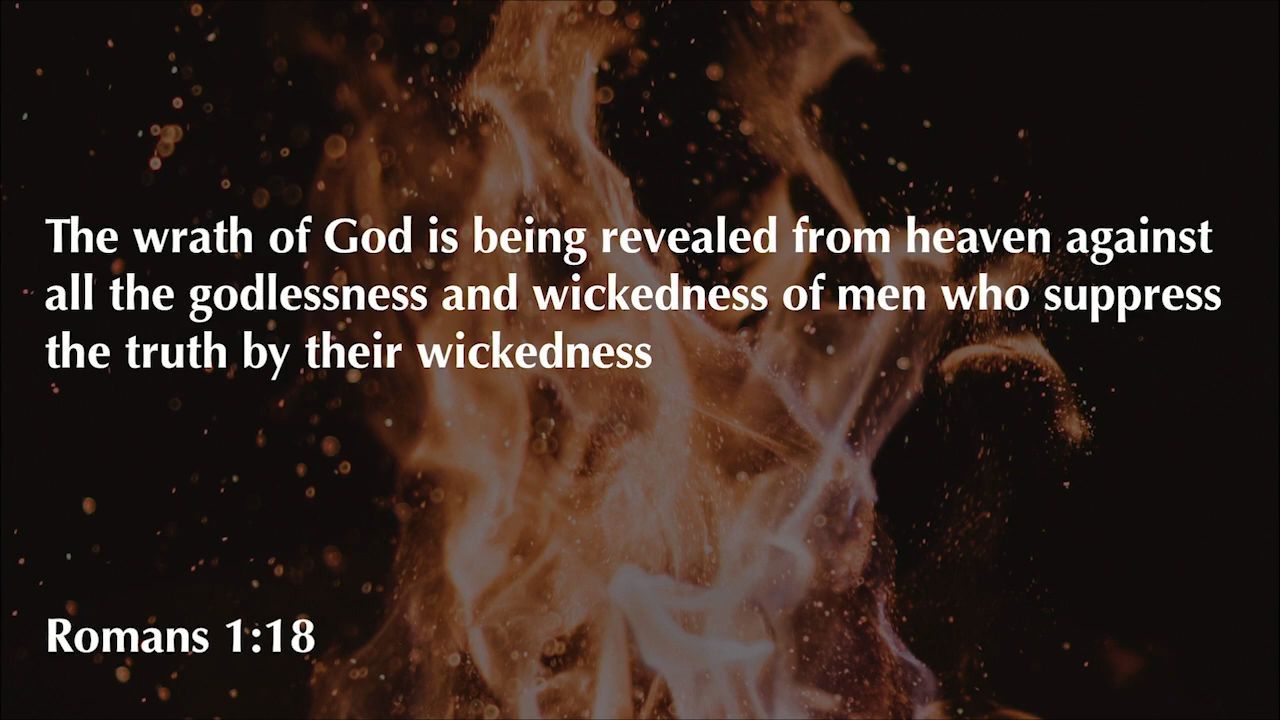 The wrath of God is being revealed from heaven against
all the godlessness and wickedness of men who suppress
the truth by their wickedness
Romans 1:18